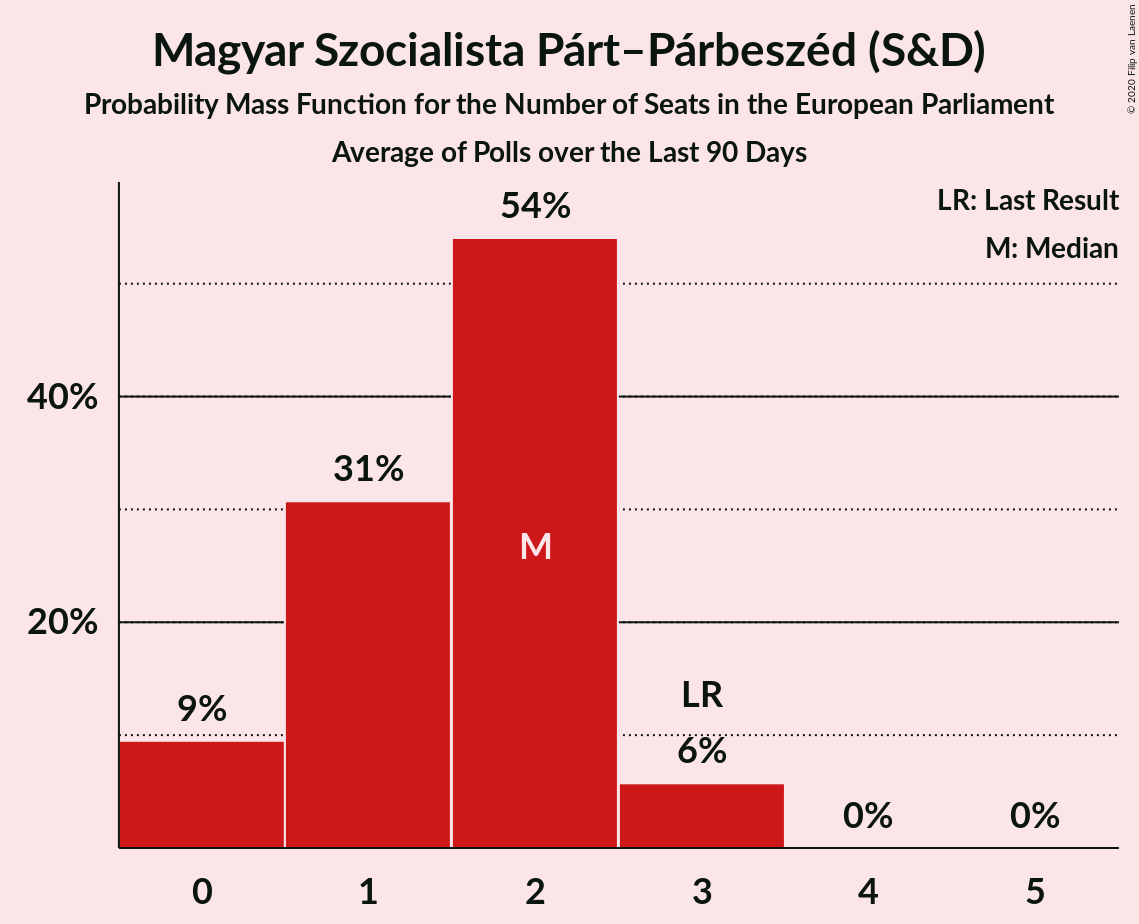 Magyar Szocialista Párt–Párbeszéd (S&D)
Probability Mass Function for the Number of Seats in the European Parliament
Average of Polls over the Last 90 Days
© 2020 Filip van Laenen
LR: Last Result
M: Median
54%
40%
31%
M
20%
LR
9%
6%
0%
0%
0
1
2
3
4
5